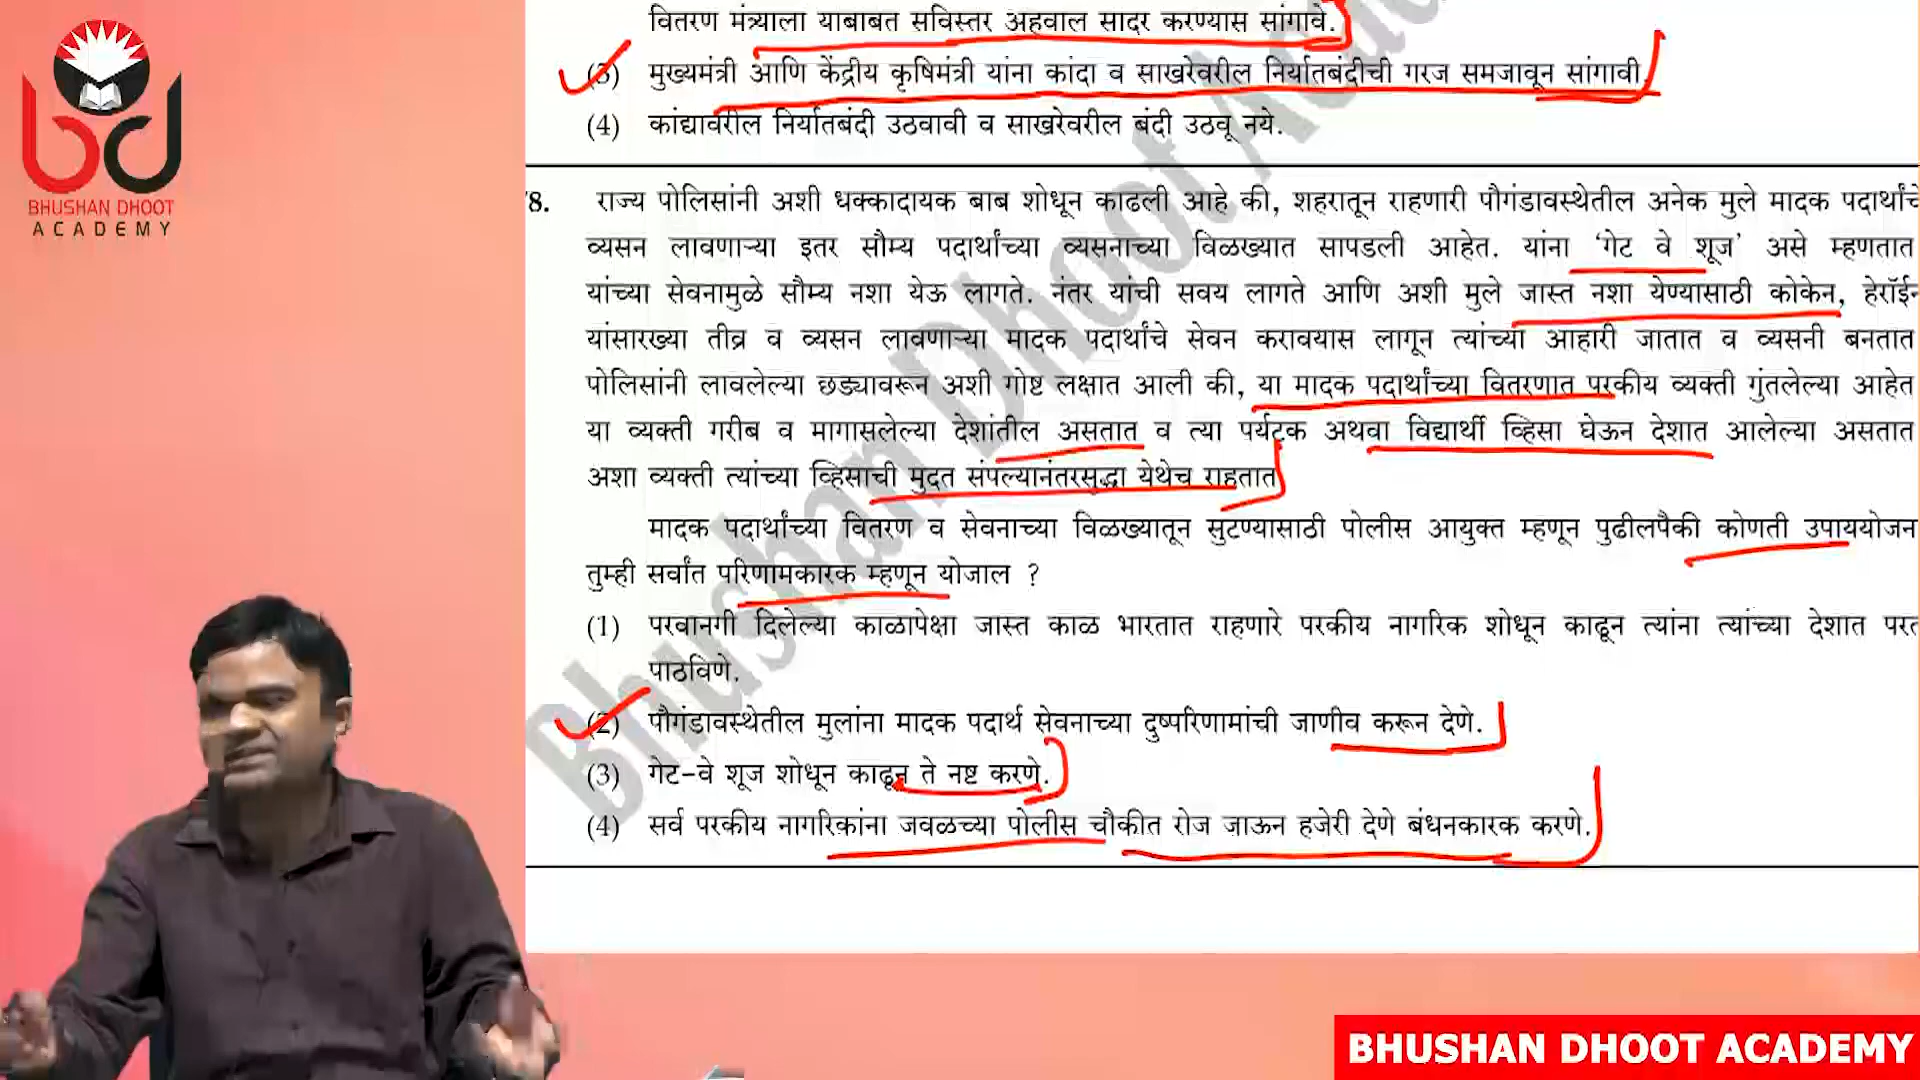 वितरण मंत्र्याला याबाबत सविस्तर अहवाल सादर करण्यास सांगावे.
(3) मुख्यमंत्री आणि केंद्रीय कृषिमंत्री यांना कांदा व साखरेवरील निर्यातबंदीची गरज समजावून सांगावी.
(4) कांद्यावरील निर्यातबंदी उठवावी व साखरेवरील बंदी उठवू नये.
bd
BHUSHAN DHOOT
ACADEMY
78. राज्य पोलिसांनी अशी धक्कादायक बाब शोधून काढली आहे की, शहरातून राहणारी पौगंडावस्थेतील अनेक मुले मादक पदार्थांचे
व्यसन लावणाऱ्या इतर सौम्य पदार्थांच्या व्यसनाच्या विळख्यात सापडली आहेत. यांना ‘गेट वे शूज’ असे म्हणतात
यांच्या सेवनामुळे सौम्य नशा येऊ लागते. नंतर यांची सवय लागते आणि अशी मुले जास्त नशा येण्यासाठी कोकेन, हेरॉईन
यांसारख्या तीव्र व व्यसन लावणाऱ्या मादक पदार्थांचे सेवन करावयास लागून त्यांच्या आहारी जातात व व्यसनी बनतात
पोलिसांनी लावलेल्या छड्यावरून अशी गोष्ट लक्षात आली की, या मादक पदार्थांच्या वितरणात परकीय व्यक्ती गुंतलेल्या आहेत
या व्यक्ती गरीब व मागासलेल्या देशांतील असतात व त्या पर्यटक अथवा विद्यार्थी व्हिसा घेऊन देशात आलेल्या असतात
अशा व्यक्ती त्यांच्या व्हिसाची मुदत संपल्यानंतरसुद्धा येथेच राहतात
मादक पदार्थांच्या वितरण व सेवनाच्या विळख्यातून सुटण्यासाठी पोलीस आयुक्त म्हणून पुढीलपैकी कोणती उपाययोजन
तुम्ही सर्वांत परिणामकारक म्हणून योजाल ?
(1) परवानगी दिलेल्या काळापेक्षा जास्त काळ भारतात राहणारे परकीय नागरिक शोधून काढून त्यांना त्यांच्या देशात परत
पाठविणे.
(2) पौगंडावस्थेतील मुलांना मादक पदार्थ सेवनाच्या दुष्परिणामांची जाणीव करून देणे.
(3) गेट-वे शूज शोधून काढून ते नष्ट करणे.
(4) सर्व परकीय नागरिकांना जवळच्या पोलीस चौकीत रोज जाऊन हजेरी देणे बंधनकारक करणे.
Bhushan Dhoot Academy
BHUSHAN DHOOT ACADEMY